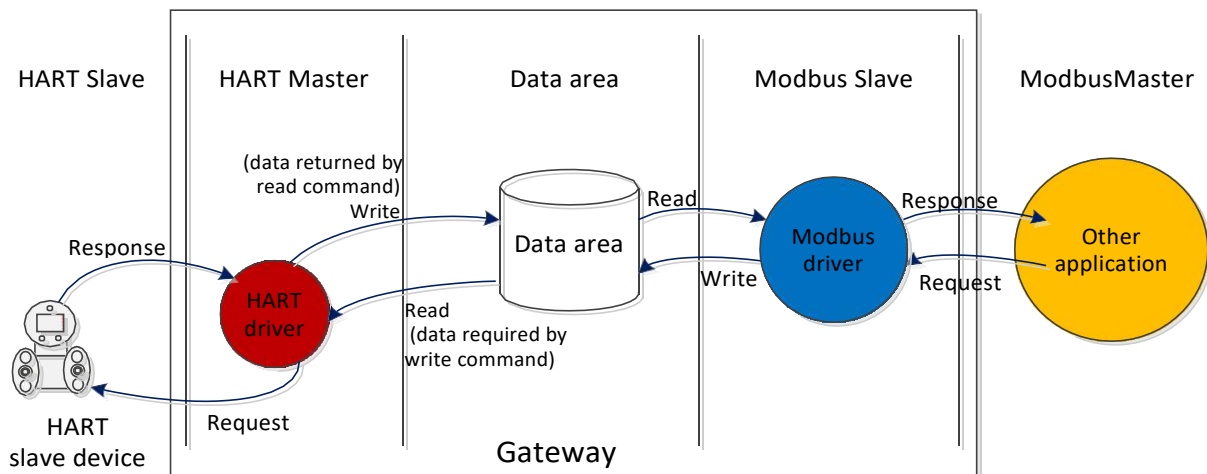 HART Slave
HART Master
Data area
Modbus Slave
ModbusMaster
(data returned by
read command)
Write
Read
Response
Response
Data area
Modbus
driver
Other
application
Write
Request
HART
driver
Read
(data required by
write command)
Request
HART
slave device
Gateway